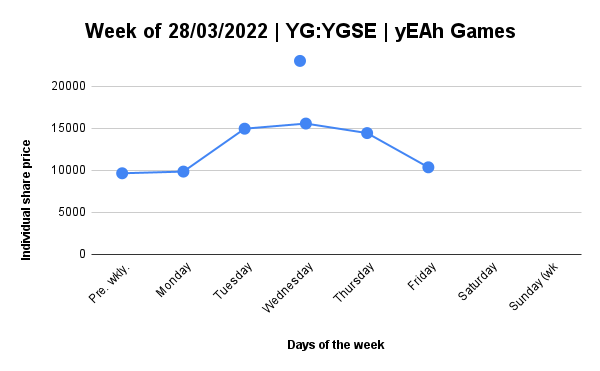 Week of 28/03/2022 | YG:YGSE | yEAh Games
20000
15000
10000
5000
0
Individual share price
Pre. wkly.
Monday
Tuesday
Wednesday
Thursday
Friday
Saturday
Sunday (wk
Days of the week